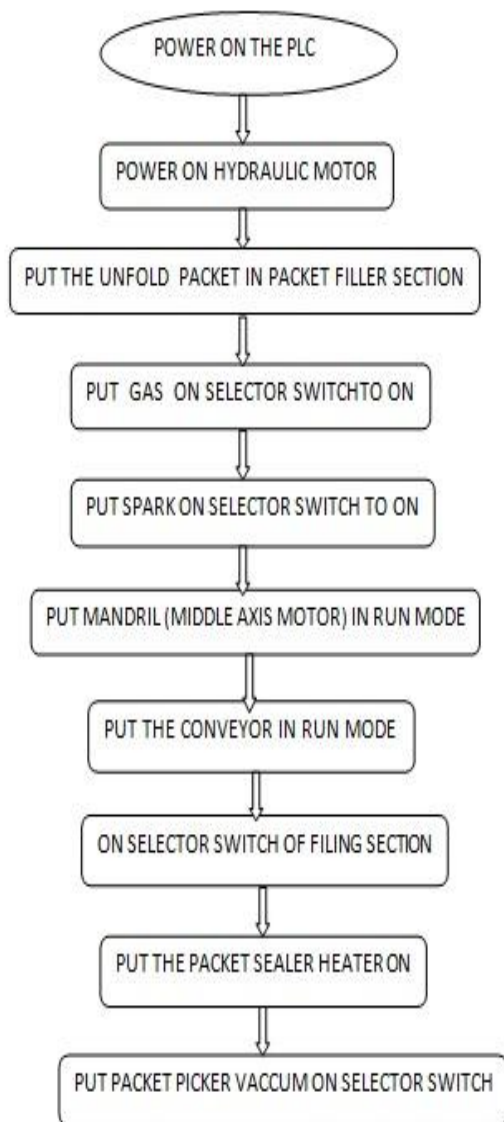 POWER ON THE PLC
POWER ON HYDRAULIC MOTOR
PUT THE UNFOLD PACKET IN PACKET FILLER SECTION
PUT GAS ON SELECTOR SWITCHTO ON
PUT SPARK ON SELECTOR SWITCH TO ON
PUT MANDRIL (MIDDLE AXIS MOTOR) IN RUN MODE
PUT THE CONVEYOR IN RUN MODE
ON SELECTOR SWITCH OF FILING SECTION
PUT THE PACKET SEALER HEATER ON
PUT PACKET PICKER VACCUM ON SELECTOR SWITCH